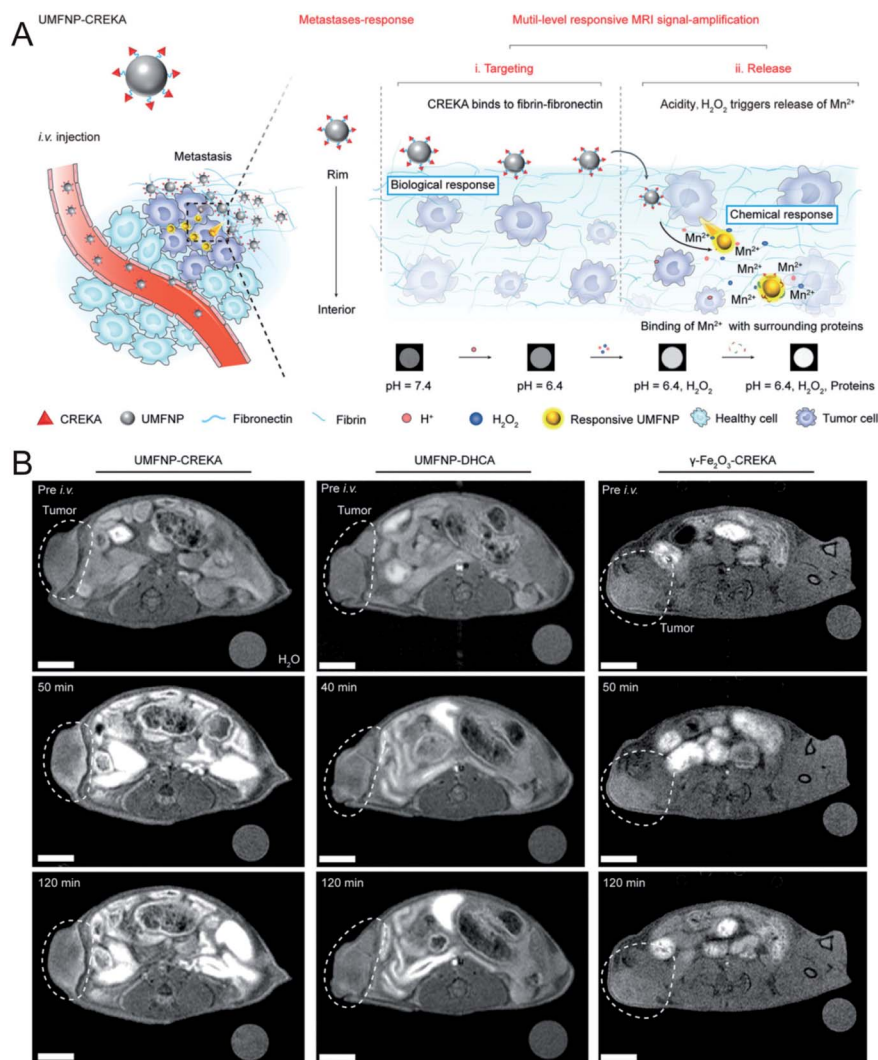 A
UMFNP-CREKA
Metastases-response
Mutil-level responsive MRI signal-amplification
i. Targeting
ii. Release
CREKA binds to fibrin-fibronectin
Acidity, H₂O₂ triggers release of Mn²⁺
i.v. injection
Metastasis
Rim
Interior
Biological response
Chemical response
Mn²⁺
Mn²⁺
Mn²⁺
Mn²⁺
Mn²⁺
Mn²⁺
Mn²⁺
Binding of Mn²⁺ with surrounding proteins
pH = 7.4
pH = 6.4
pH = 6.4, H₂O₂
pH = 6.4, H₂O₂, Proteins
CREKA
UMFNP
Fibronectin
Fibrin
H⁺
H₂O₂
Responsive UMFNP
Healthy cell
Tumor cell
B
UMFNP-CREKA
UMFNP-DHCA
γ-Fe₂O₃-CREKA
Pre i.v.
Tumor
H₂O
Pre i.v.
Pre i.v.
Tumor
50 min
40 min
50 min
120 min
120 min
120 min